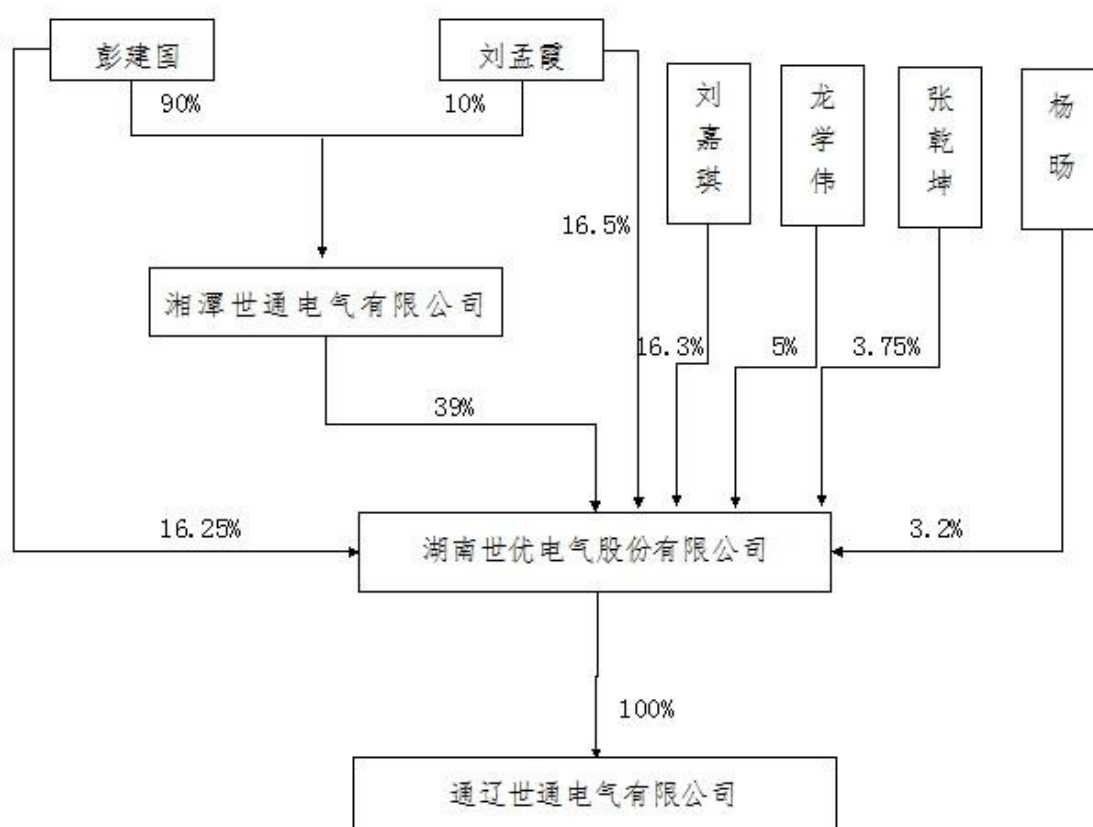 彭建国
刘孟霞
90%
10%
刘嘉琪
龙学伟
张乾坤
杨旸
16.5%
湘潭世通电气有限公司
16.3%
5%
3.75%
39%
16.25%
湖南世优电气股份有限公司
3.2%
100%
通辽世通电气有限公司